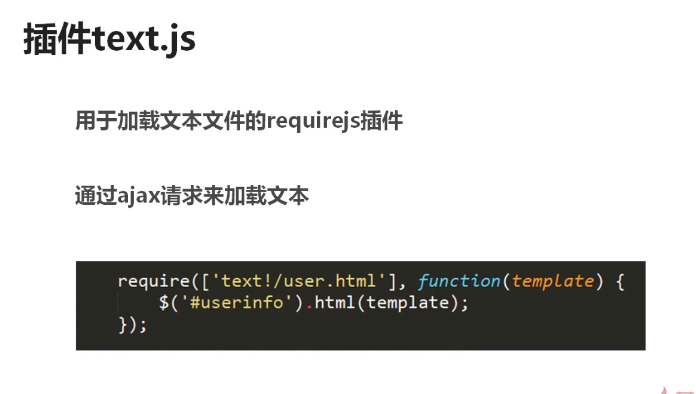 插件text.js
用于加载文本文件的requirejs插件
通过ajax请求来加载文本
require(['text!/user.html'], function(template) {
    $('#userinfo').html(template);
});